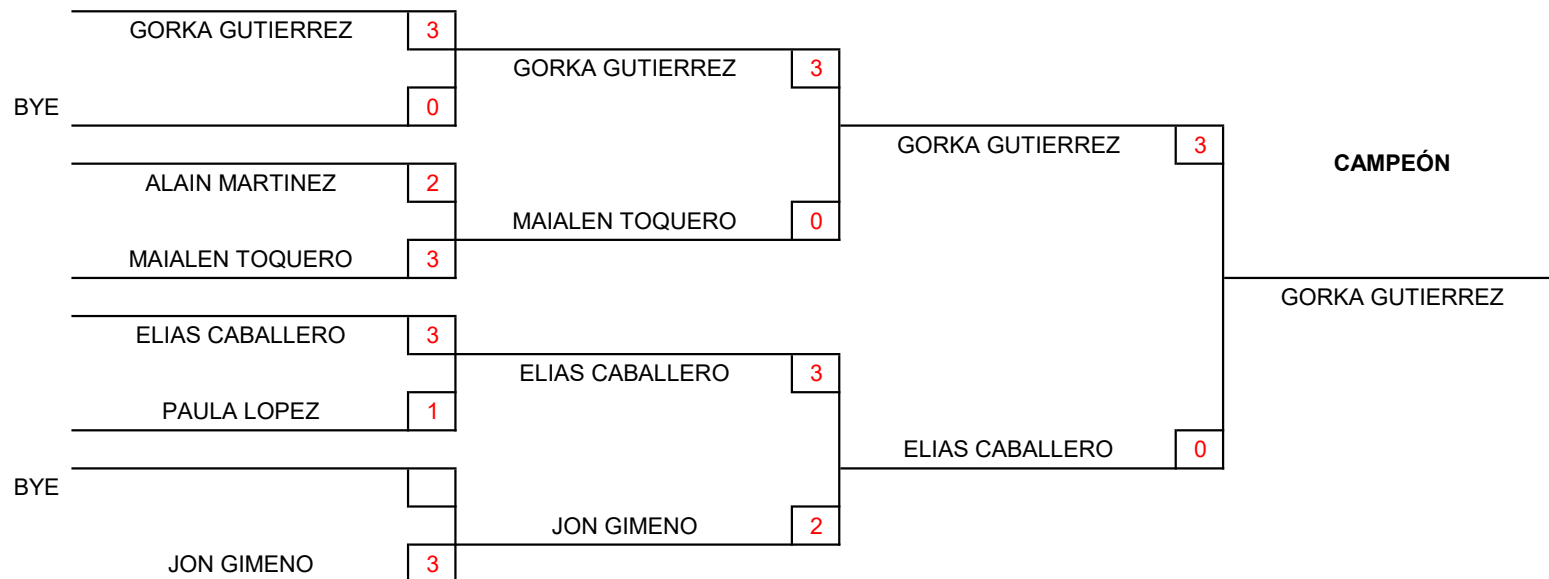 GORKA GUTIERREZ 3
GORKA GUTIERREZ 3
BYE 0
GORKA GUTIERREZ 3
CAMPEÓN
ALAIN MARTINEZ 2
MAIALEN TOQUERO 0
MAIALEN TOQUERO 3
GORKA GUTIERREZ
ELIAS CABALLERO 3
ELIAS CABALLERO 3
PAULA LOPEZ 1
ELIAS CABALLERO 0
BYE
JON GIMENO 2
JON GIMENO 3